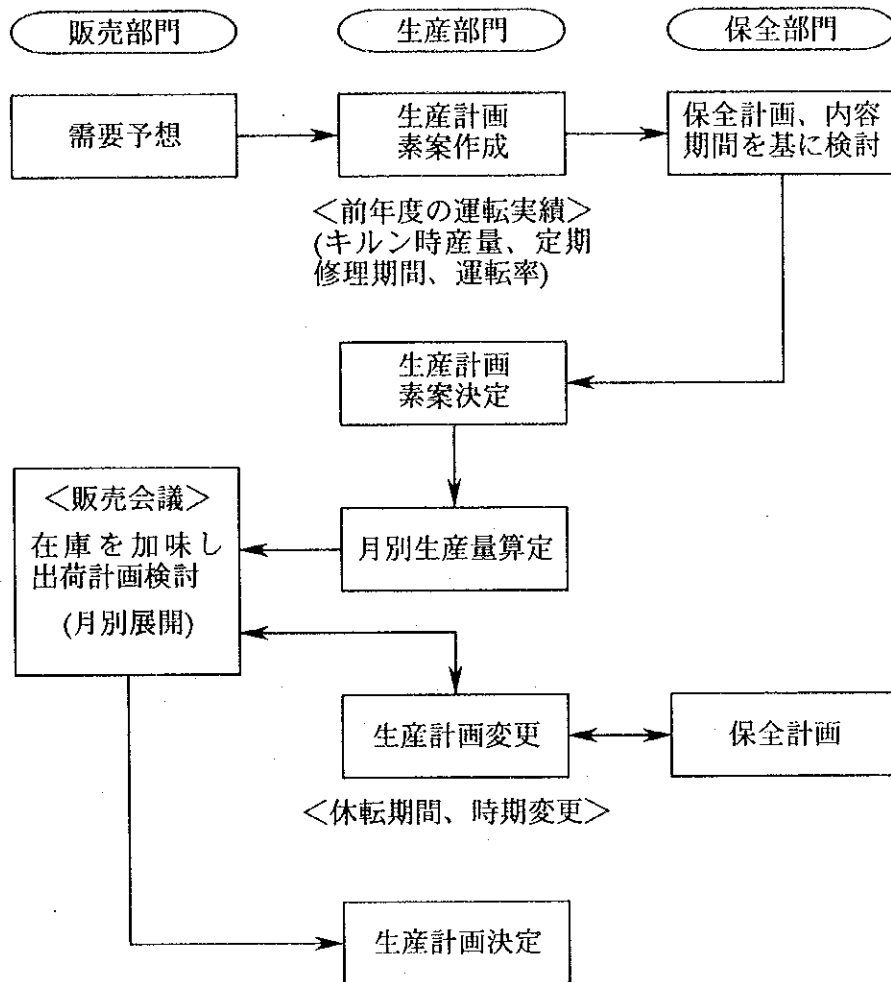 販売部門
生産部門
保全部門
需要予想
生産計画
素案作成
保全計画、内容
期間を基に検討
＜前年度の運転実績＞
(キルン時産量、定期
修理期間、運転率)
生産計画
素案決定
＜販売会議＞
在庫を加味し
出荷計画検討
(月別展開)
月別生産量算定
生産計画変更
保全計画
＜休転期間、時期変更＞
生産計画決定